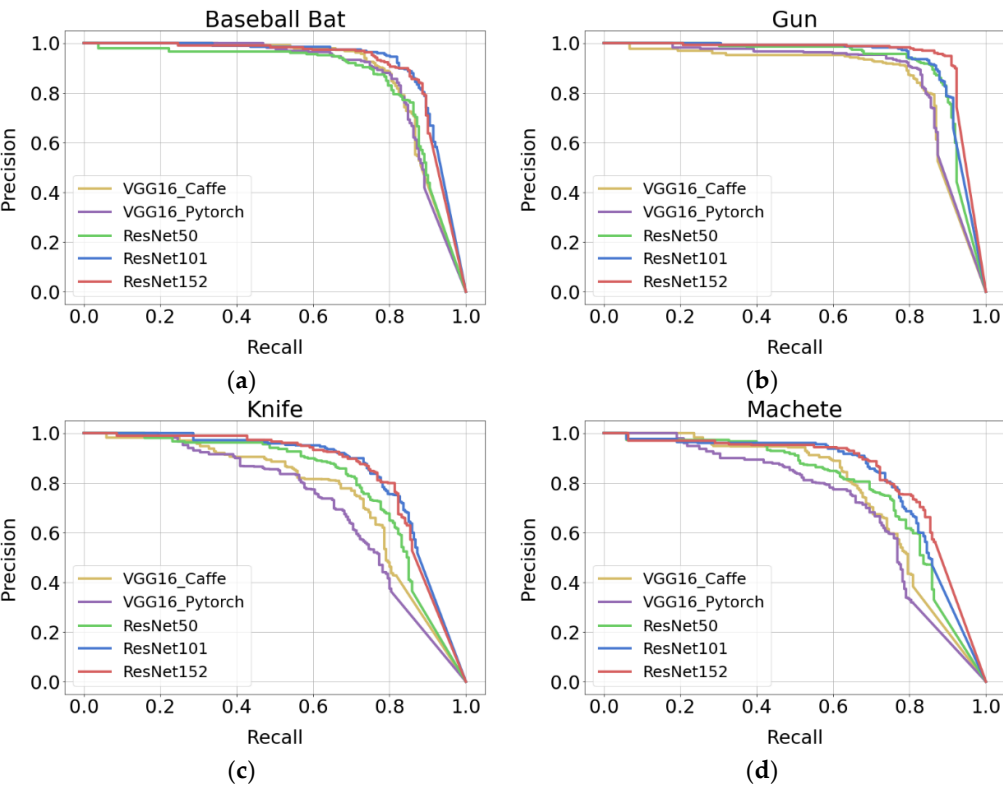 Baseball Bat
Precision
1.0
0.8
0.6
0.4
0.2
0.0
VGG16_Caffe
VGG16_Pytorch
ResNet50
ResNet101
ResNet152
0.0 0.2 0.4 0.6 0.8 1.0
Recall
(a)
Gun
Precision
1.0
0.8
0.6
0.4
0.2
0.0
VGG16_Caffe
VGG16_Pytorch
ResNet50
ResNet101
ResNet152
0.0 0.2 0.4 0.6 0.8 1.0
Recall
(b)
Knife
Precision
1.0
0.8
0.6
0.4
0.2
0.0
VGG16_Caffe
VGG16_Pytorch
ResNet50
ResNet101
ResNet152
0.0 0.2 0.4 0.6 0.8 1.0
Recall
(c)
Machete
Precision
1.0
0.8
0.6
0.4
0.2
0.0
VGG16_Caffe
VGG16_Pytorch
ResNet50
ResNet101
ResNet152
0.0 0.2 0.4 0.6 0.8 1.0
Recall
(d)